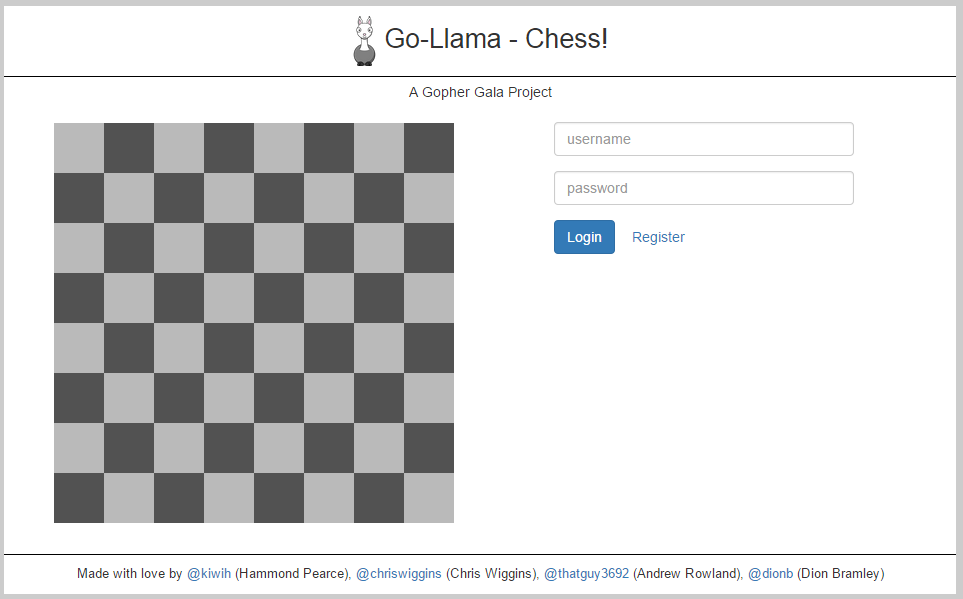 Go-Llama - Chess!
A Gopher Gala Project
username
password
Login Register
Made with love by @kiwih (Hammond Pearce), @chriswiggins (Chris Wiggins), @thatguy3692 (Andrew Rowland), @dionb (Dion Bramley)